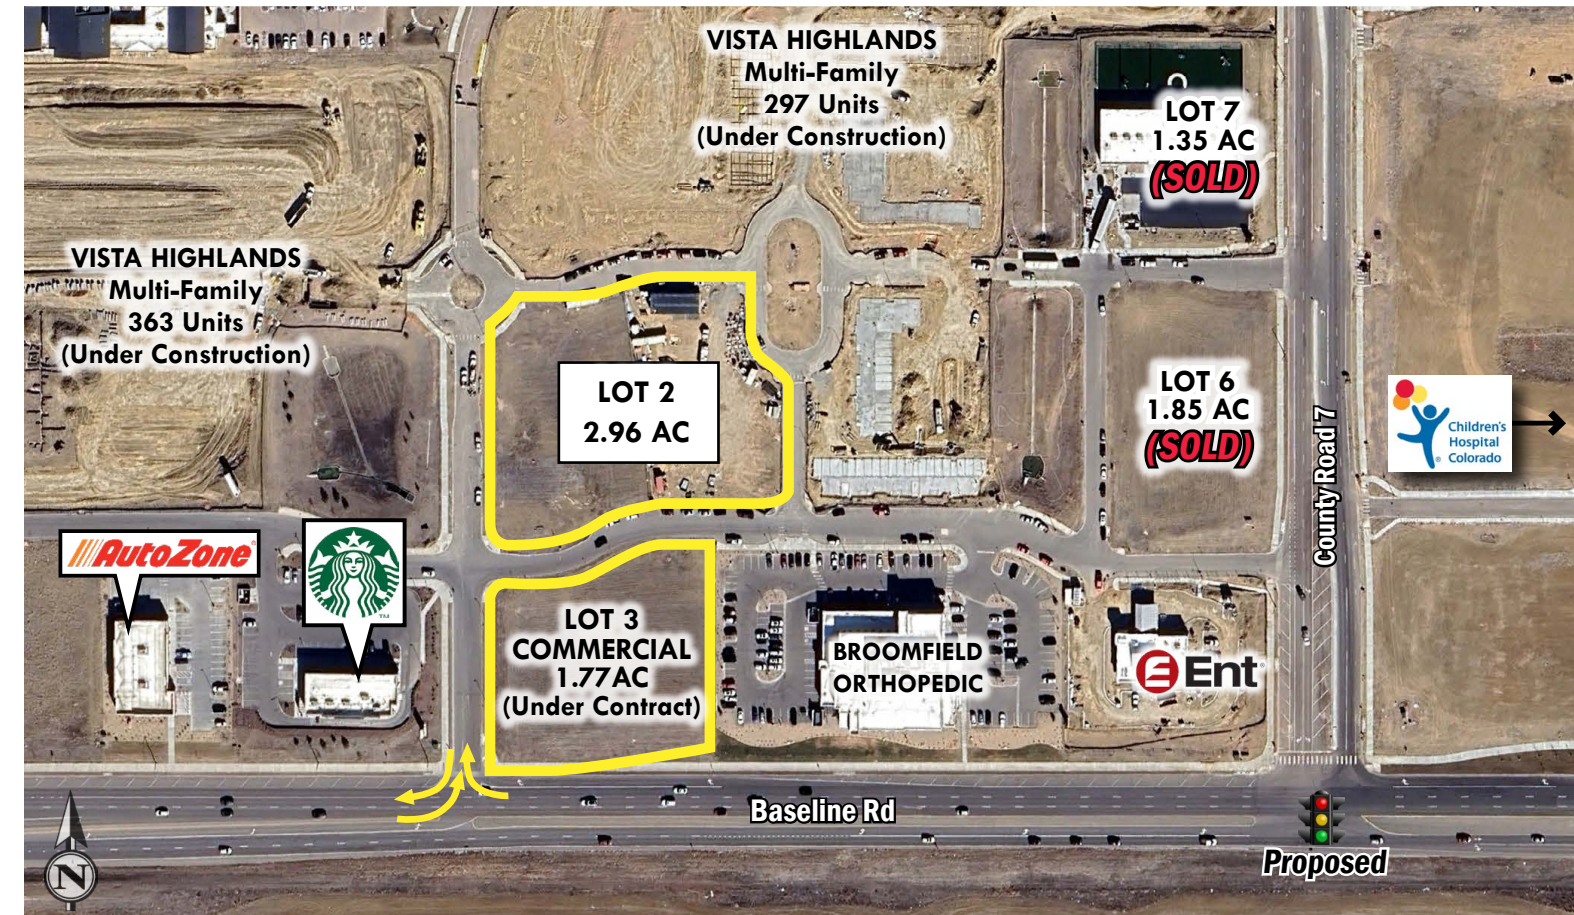 VISTA HIGHLANDS
Multi-Family
297 Units
(Under Construction)
LOT 7
1.35 AC
(SOLD)
VISTA HIGHLANDS
Multi-Family
363 Units
(Under Construction)
LOT 2
2.96 AC
LOT 6
1.85 AC
(SOLD)
County Road 7
Children's
Hospital
Colorado
AutoZone
TM
LOT 3
COMMERCIAL
1.77AC
(Under Contract)
BROOMFIELD
ORTHOPEDIC
Ent
Baseline Rd
Proposed
N